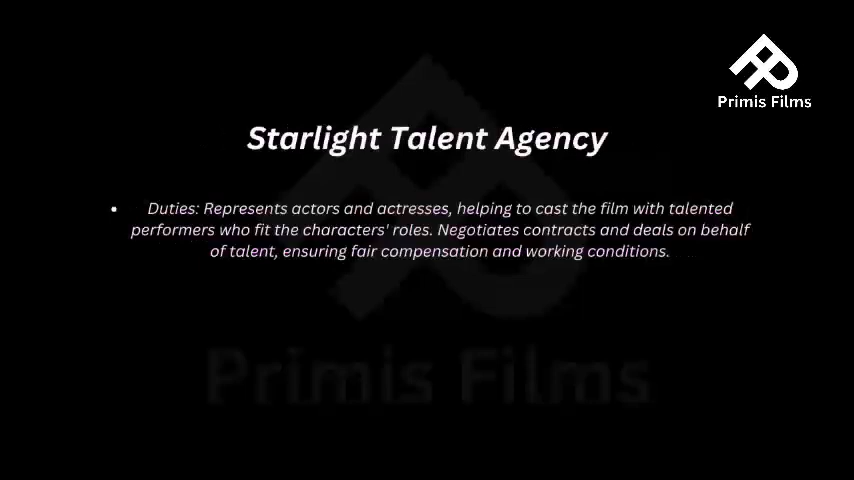 Primis Films
Starlight Talent Agency
• Duties: Represents actors and actresses, helping to cast the film with talented
performers who fit the characters' roles. Negotiates contracts and deals on behalf
of talent, ensuring fair compensation and working conditions.
Primis Films